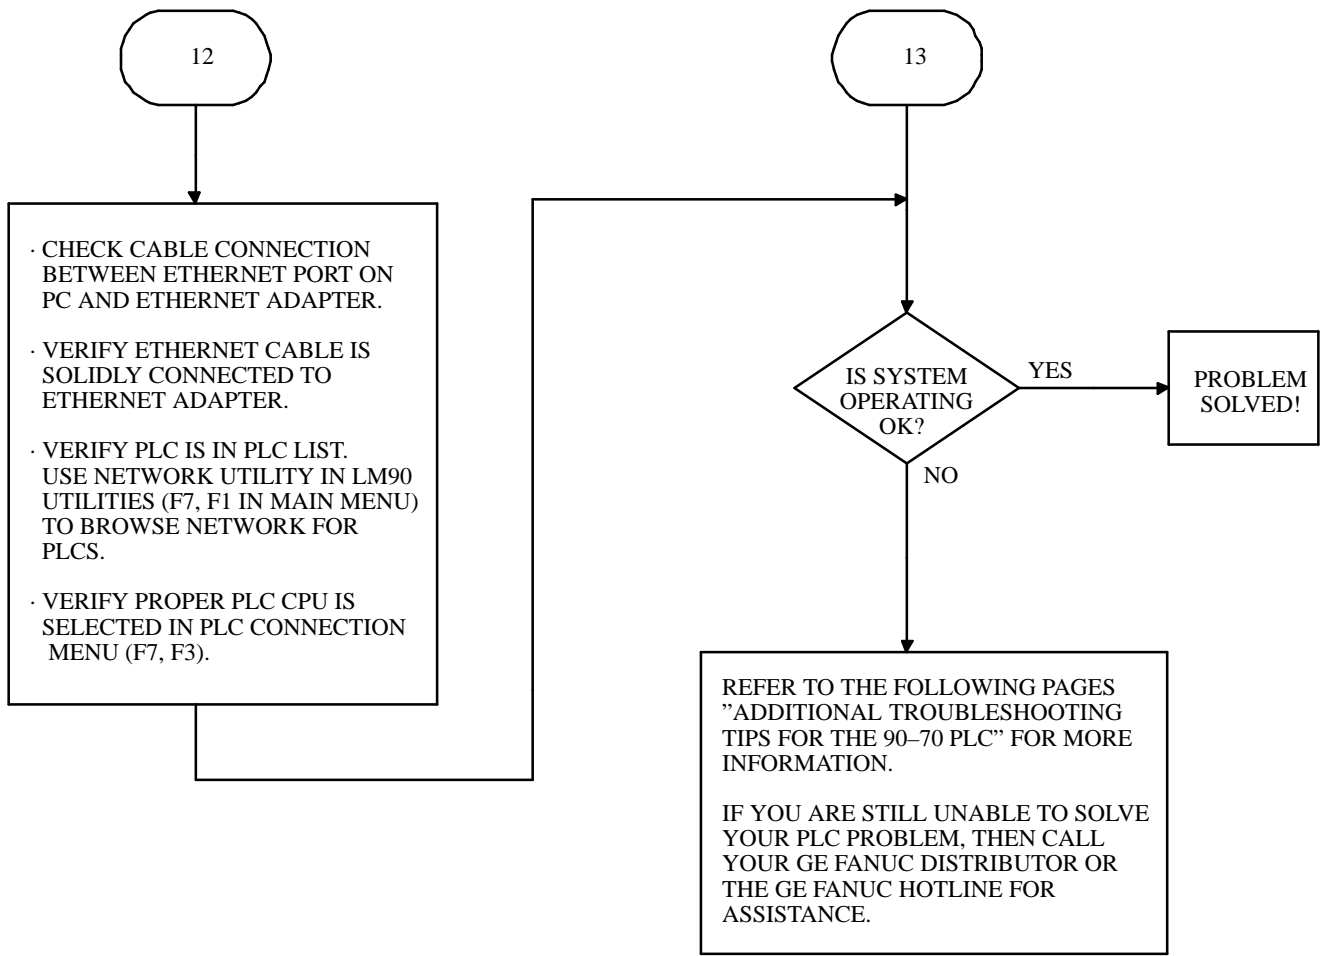 12
· CHECK CABLE CONNECTION
BETWEEN ETHERNET PORT ON
PC AND ETHERNET ADAPTER.
· VERIFY ETHERNET CABLE IS
SOLIDLY CONNECTED TO
ETHERNET ADAPTER.
· VERIFY PLC IS IN PLC LIST.
USE NETWORK UTILITY IN LM90
UTILITIES (F7, F1 IN MAIN MENU)
TO BROWSE NETWORK FOR
PLCS.
· VERIFY PROPER PLC CPU IS
SELECTED IN PLC CONNECTION
MENU (F7, F3).
13
IS SYSTEM
OPERATING
OK?
YES
PROBLEM
SOLVED!
NO
REFER TO THE FOLLOWING PAGES
”ADDITIONAL TROUBLESHOOTING
TIPS FOR THE 90–70 PLC” FOR MORE
INFORMATION.
IF YOU ARE STILL UNABLE TO SOLVE
YOUR PLC PROBLEM, THEN CALL
YOUR GE FANUC DISTRIBUTOR OR
THE GE FANUC HOTLINE FOR
ASSISTANCE.